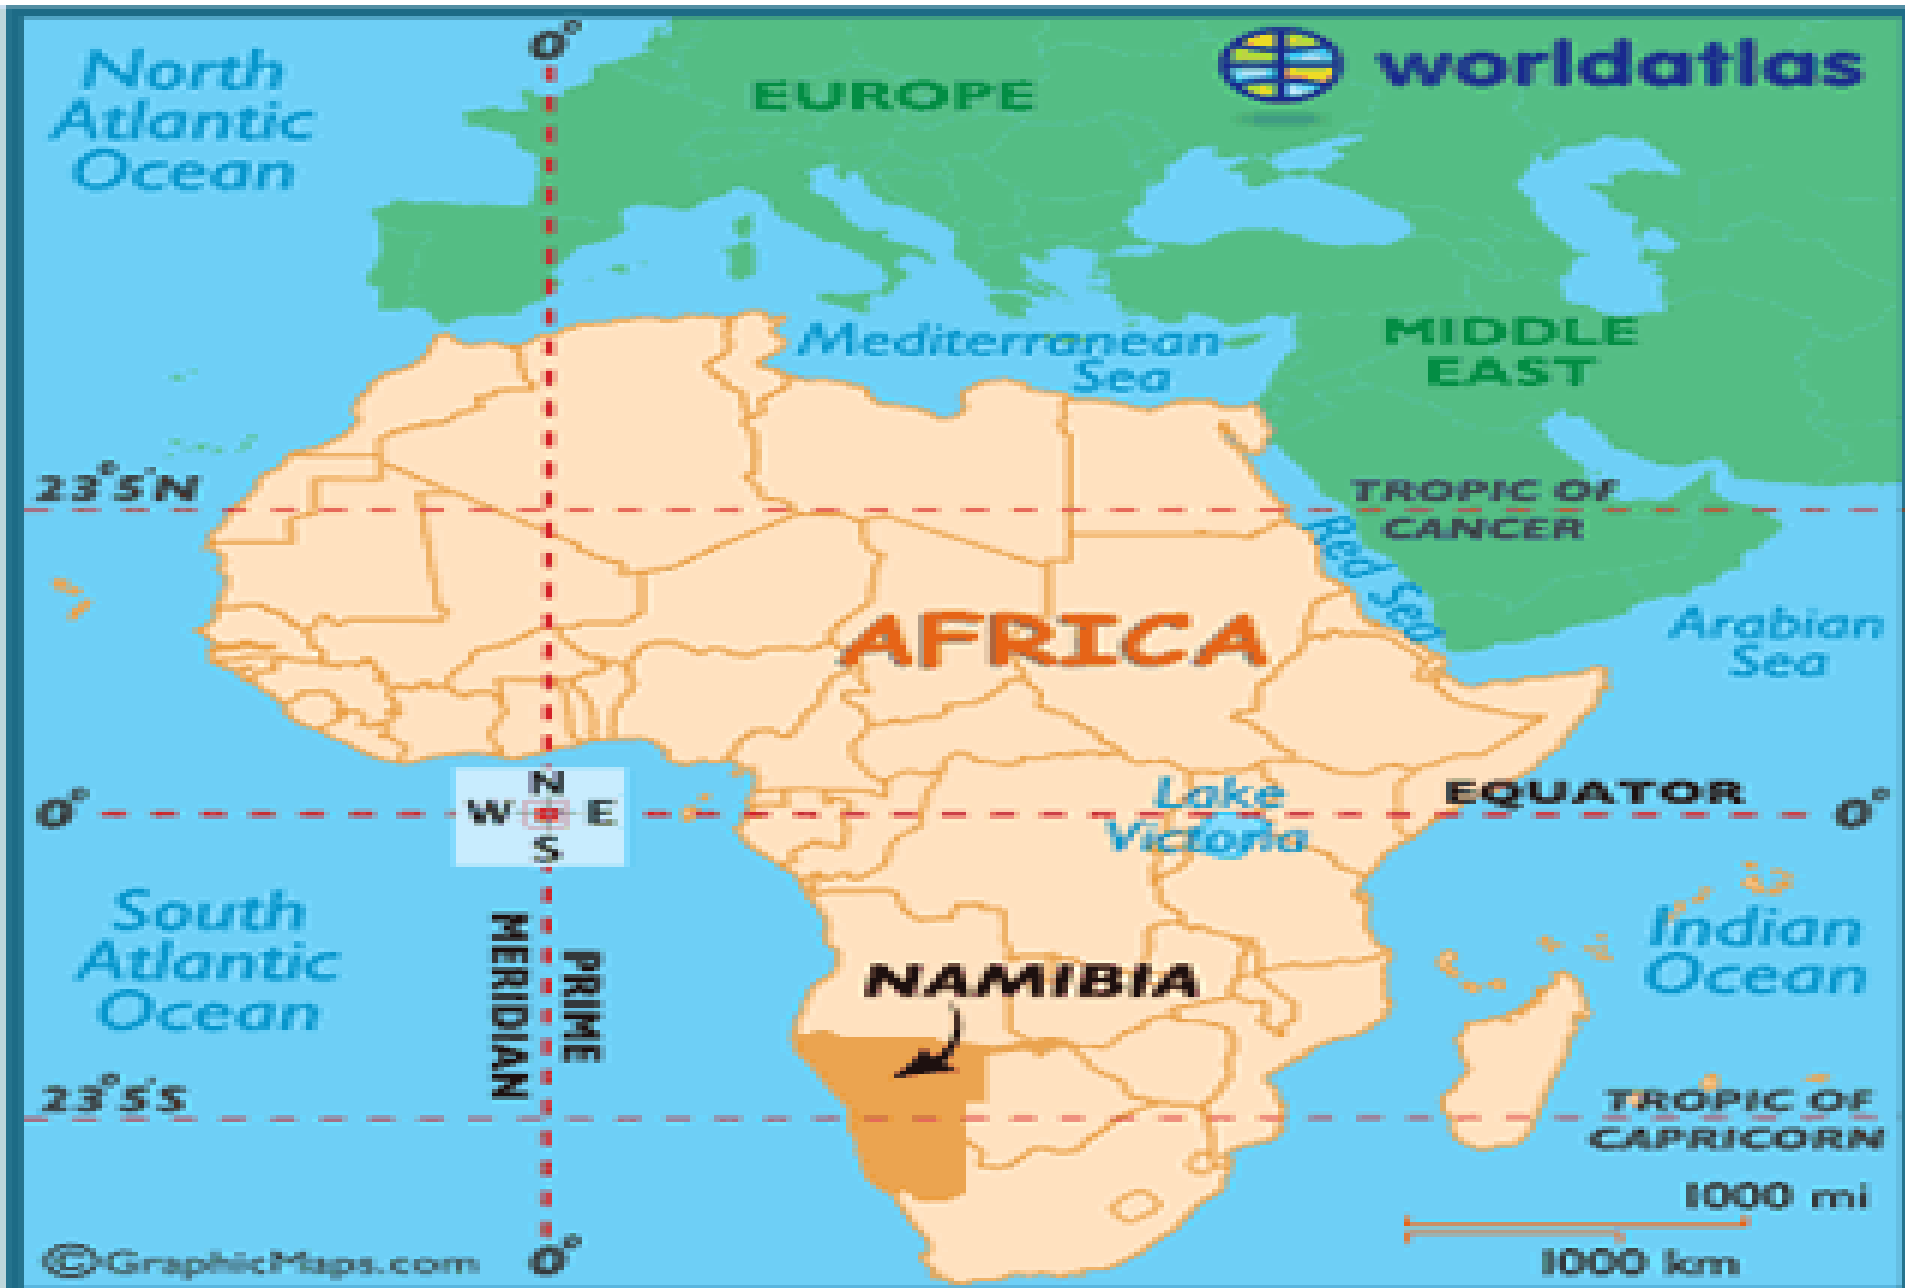 0°
North
Atlantic
Ocean
EUROPE
worldatlas
Mediterranean
Sea
MIDDLE
EAST
23°5'N
TROPIC OF
CANCER
Red Sea
AFRICA
Arabian
Sea
N
W E
S
0°
Lake
Victoria
EQUATOR
0°
South
Atlantic
Ocean
PRIME
MERIDIAN
NAMIBIA
Indian
Ocean
23°5'S
TROPIC OF
CAPRICORN
1000 mi
1000 km
©GraphicMaps.com
0°